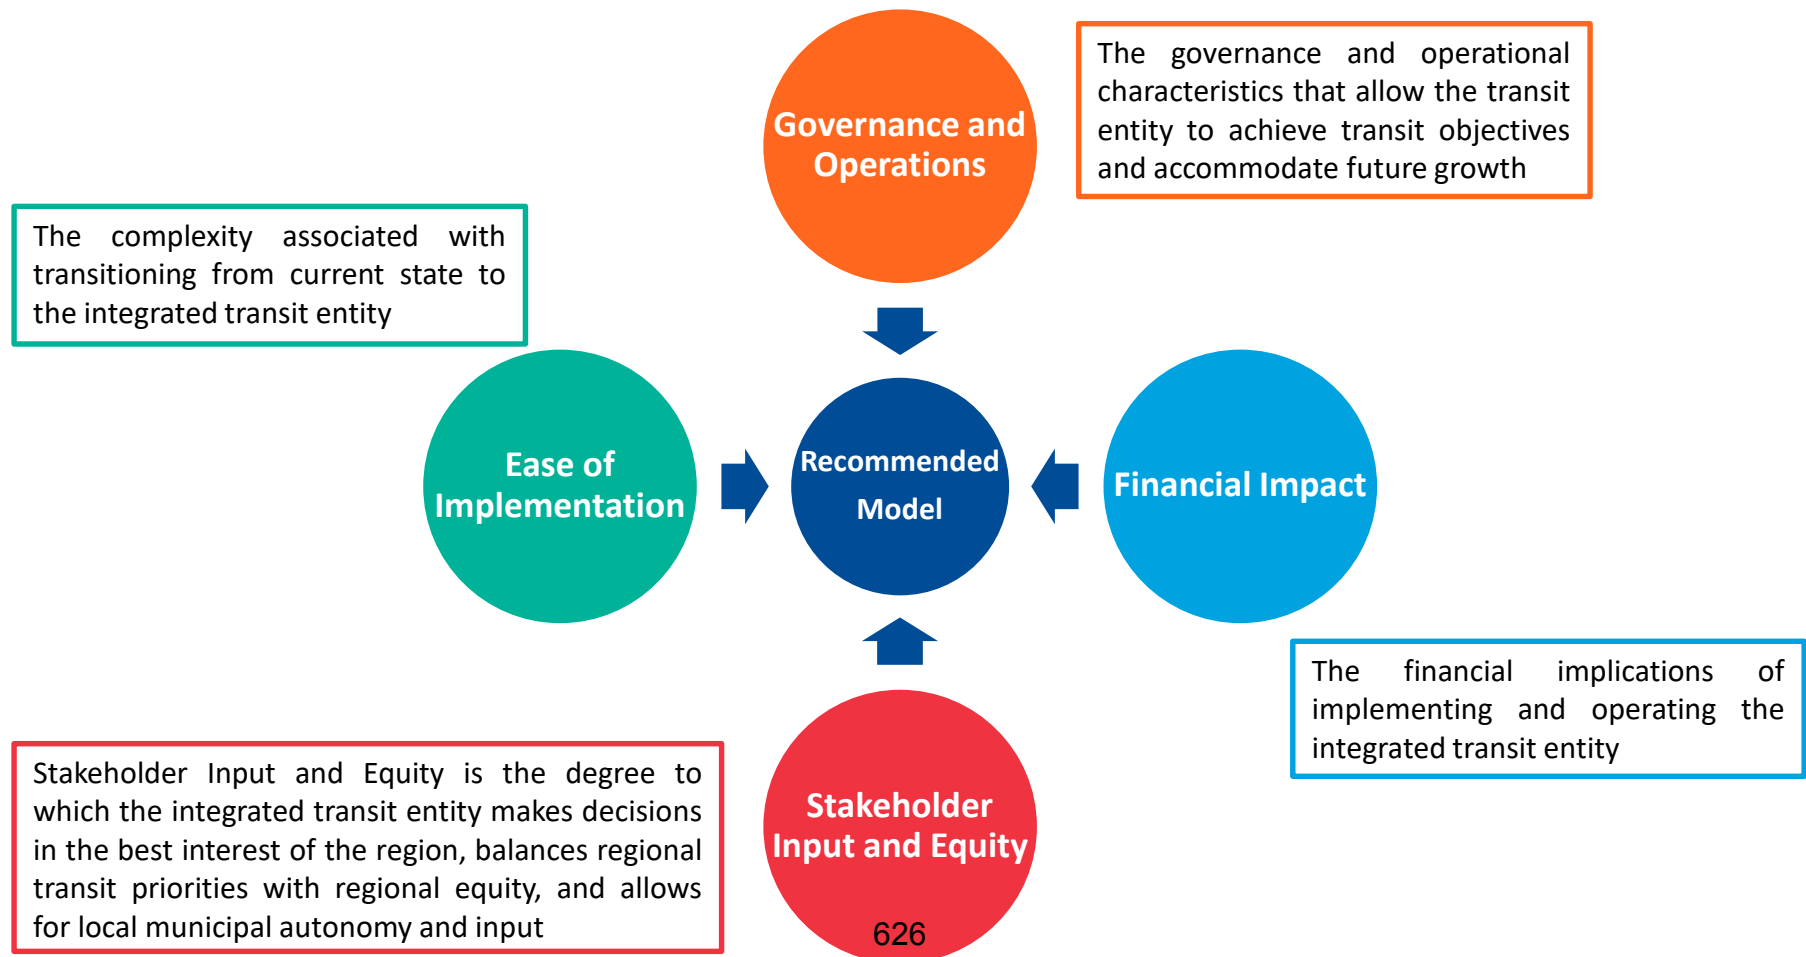 Governance and
Operations
The governance and operational
characteristics that allow the transit
entity to achieve transit objectives
and accommodate future growth
The complexity associated with
transitioning from current state to
the integrated transit entity
Ease of
Implementation
Recommended
Model
Financial Impact
The financial implications of
implementing and operating the
integrated transit entity
Stakeholder Input and Equity is the degree to
which the integrated transit entity makes decisions
in the best interest of the region, balances regional
transit priorities with regional equity, and allows
for local municipal autonomy and input
Stakeholder
Input and Equity
626